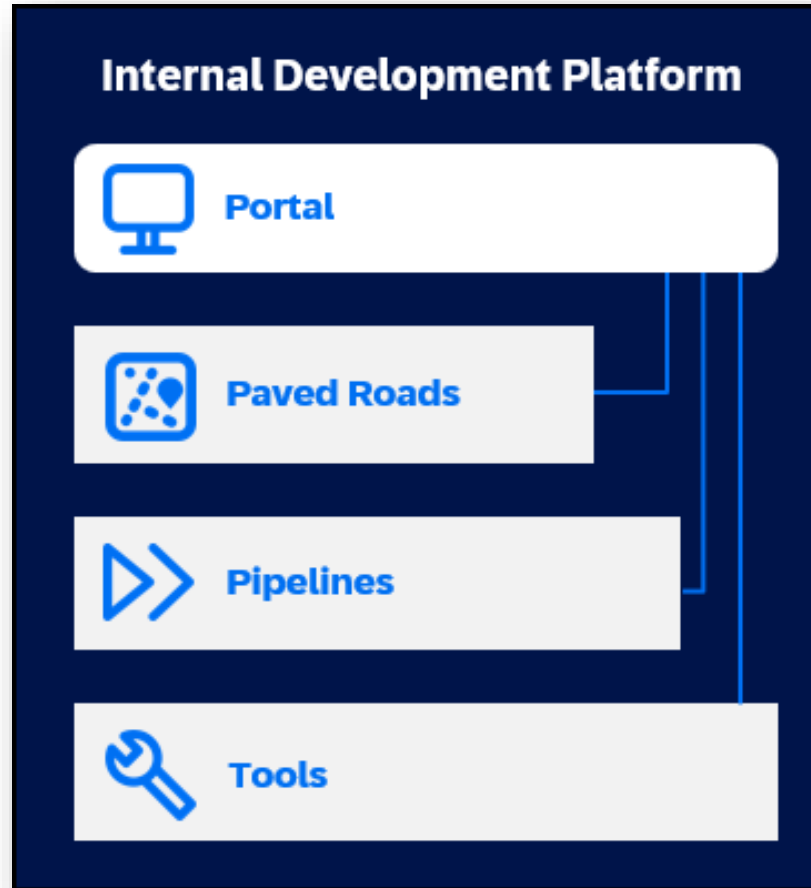 Internal Development Platform
Portal
Paved Roads
Pipelines
Tools